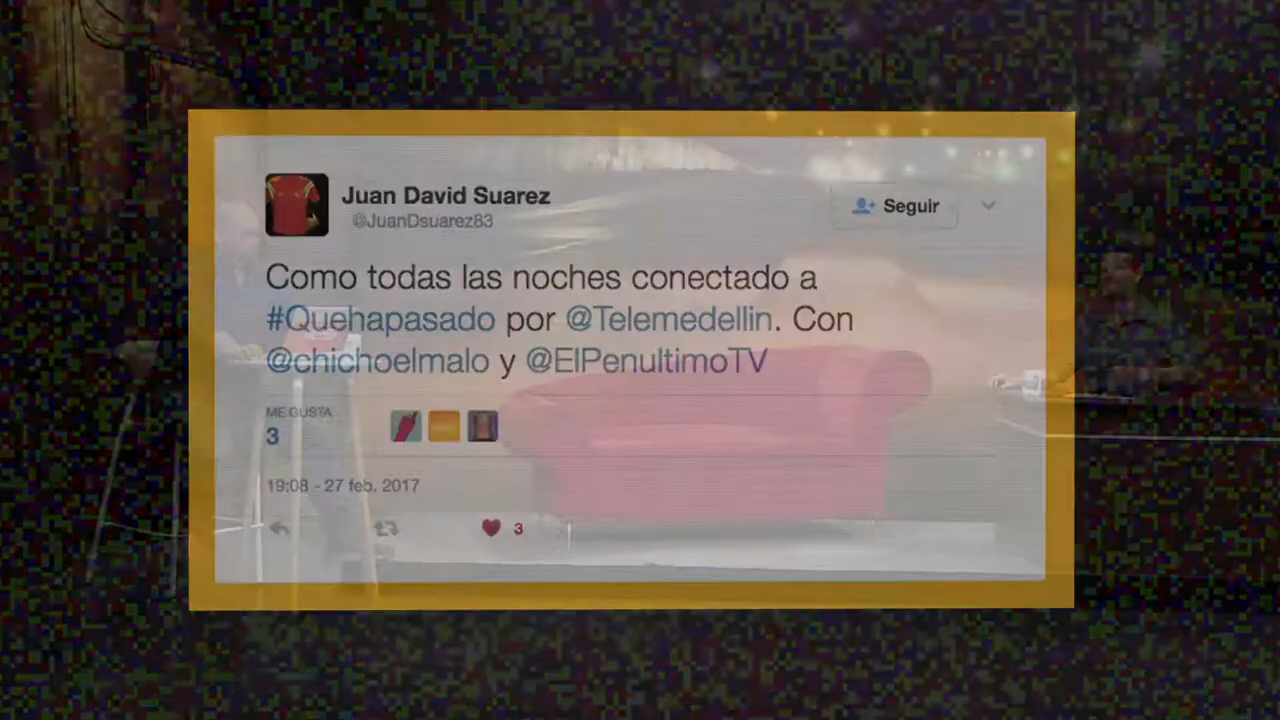 Juan David Suarez
@JuanDsuarez83
Seguir
Como todas las noches conectado a
#Quehapasado por @Telemedellin. Con
@chichoelmalo y @ElPenultimoTV
ME GUSTA
3
19:08 - 27 feb. 2017
3